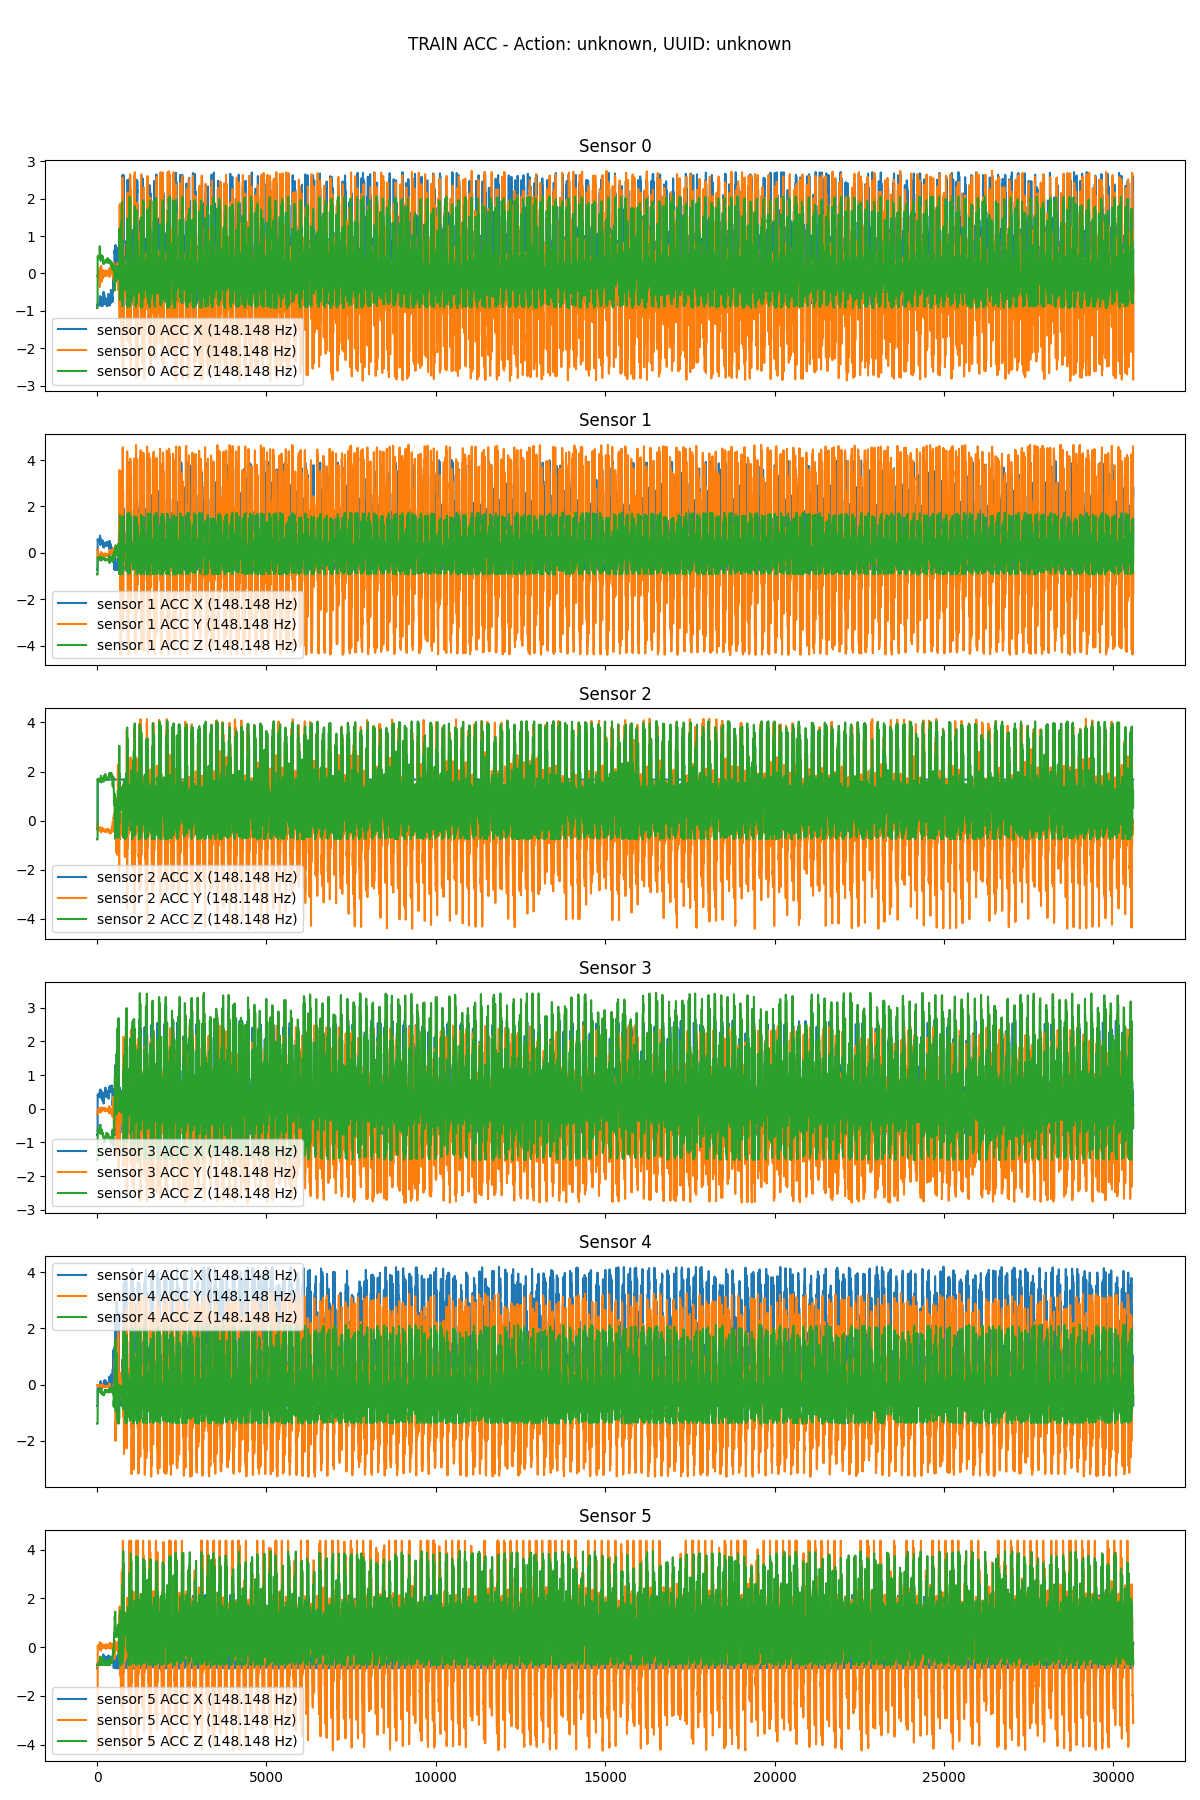 TRAIN ACC - Action: unknown, UUID: unknown
Sensor 0
3
2
1
0
−1
−2
−3
sensor 0 ACC X (148.148 Hz)
sensor 0 ACC Y (148.148 Hz)
sensor 0 ACC Z (148.148 Hz)
Sensor 1
4
2
0
−2
−4
sensor 1 ACC X (148.148 Hz)
sensor 1 ACC Y (148.148 Hz)
sensor 1 ACC Z (148.148 Hz)
Sensor 2
4
2
0
−2
−4
sensor 2 ACC X (148.148 Hz)
sensor 2 ACC Y (148.148 Hz)
sensor 2 ACC Z (148.148 Hz)
Sensor 3
3
2
1
0
−1
−2
−3
sensor 3 ACC X (148.148 Hz)
sensor 3 ACC Y (148.148 Hz)
sensor 3 ACC Z (148.148 Hz)
Sensor 4
4
2
0
−2
sensor 4 ACC X (148.148 Hz)
sensor 4 ACC Y (148.148 Hz)
sensor 4 ACC Z (148.148 Hz)
Sensor 5
4
2
0
−2
−4
sensor 5 ACC X (148.148 Hz)
sensor 5 ACC Y (148.148 Hz)
sensor 5 ACC Z (148.148 Hz)
0 5000 10000 15000 20000 25000 30000